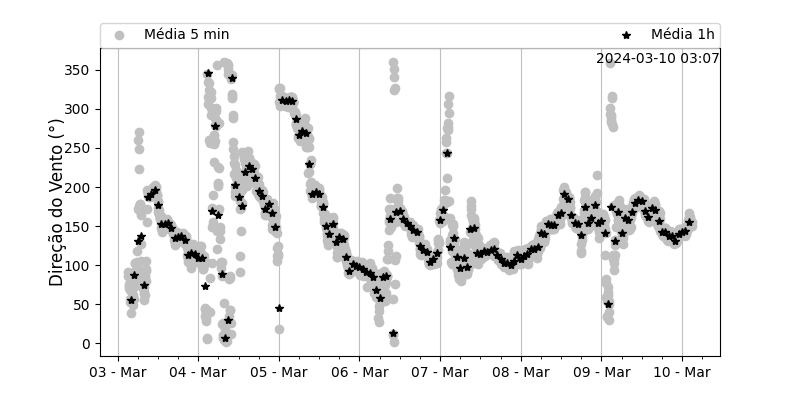 Média 5 min
Média 1h
2024-03-10 03:07
Direção do Vento (°)
350
300
250
200
150
100
50
0
03 - Mar
04 - Mar
05 - Mar
06 - Mar
07 - Mar
08 - Mar
09 - Mar
10 - Mar